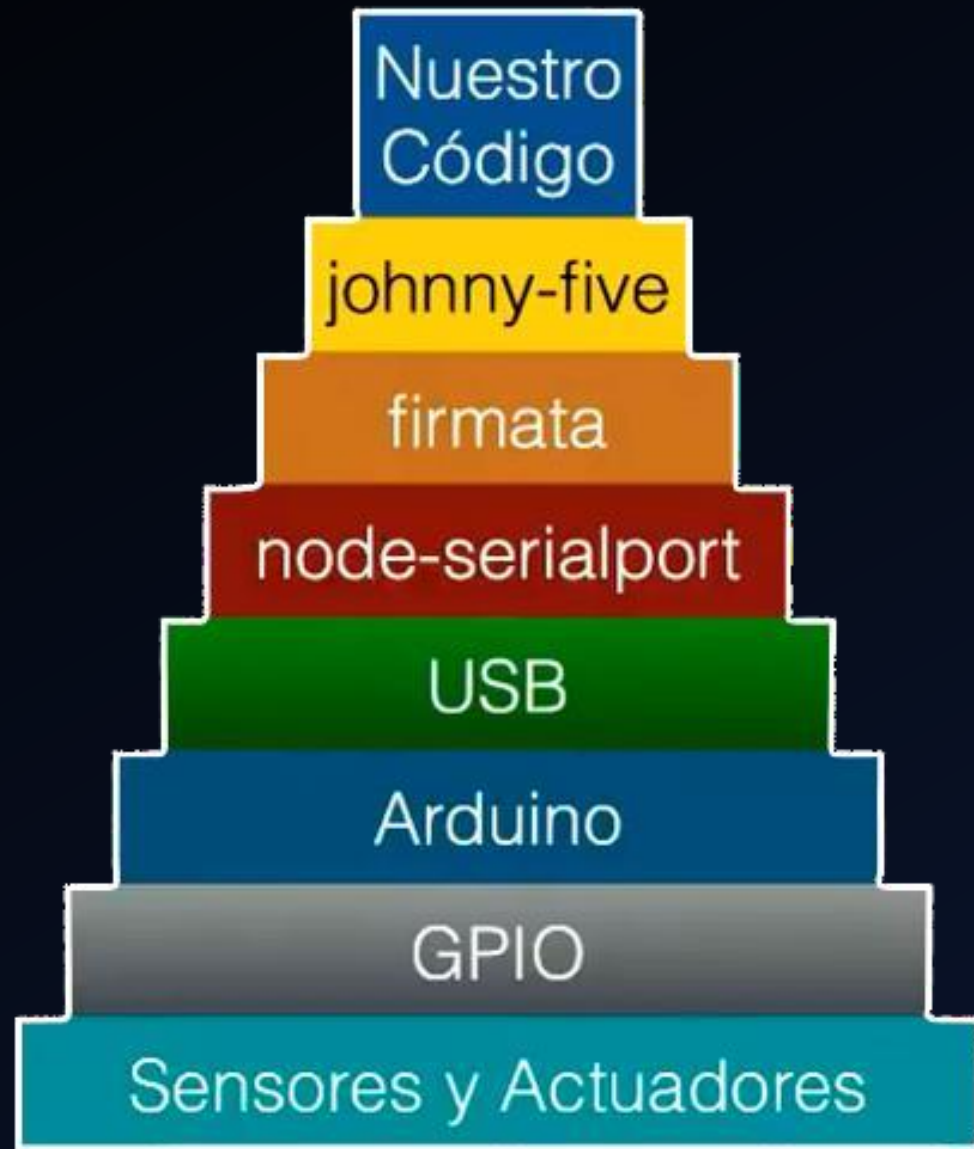 Nuestro
Código
johnny-five
firmata
node-serialport
USB
Arduino
GPIO
Sensores y Actuadores